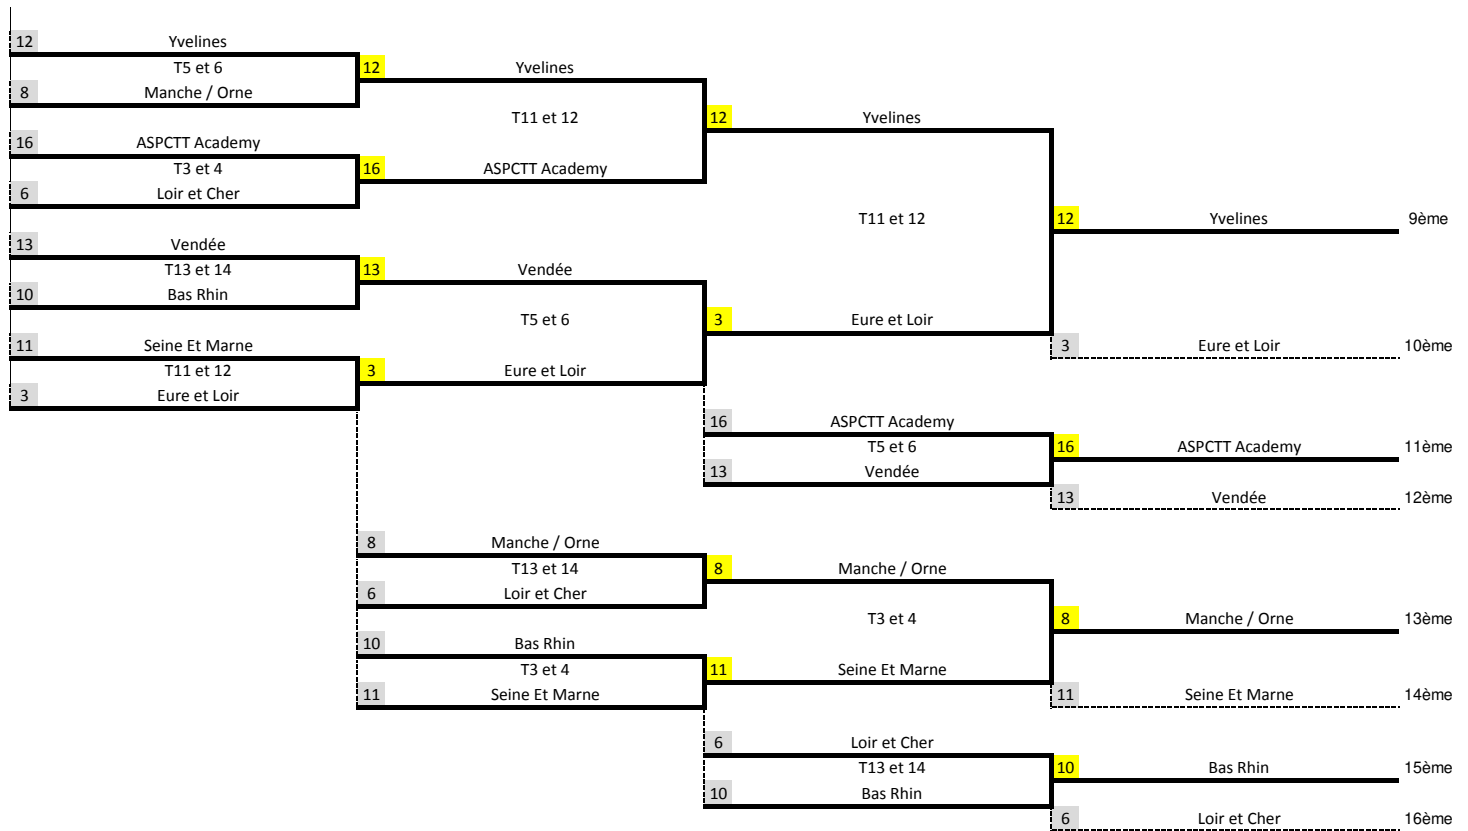 12 Yvelines
T5 et 6 12 Yvelines
8 Manche / Orne
T11 et 12 12 Yvelines
16 ASPCTT Academy
T3 et 4 16 ASPCTT Academy
6 Loir et Cher
T11 et 12 12 Yvelines 9ème
13 Vendée
T13 et 14 13 Vendée
10 Bas Rhin
T5 et 6 3 Eure et Loir
11 Seine Et Marne 3 Eure et Loir 10ème
T11 et 12 3 Eure et Loir
3 Eure et Loir
16 ASPCTT Academy
T5 et 6 16 ASPCTT Academy 11ème
13 Vendée
13 Vendée 12ème
8 Manche / Orne
T13 et 14 8 Manche / Orne
6 Loir et Cher
T3 et 4 8 Manche / Orne 13ème
10 Bas Rhin
T3 et 4 11 Seine Et Marne
11 Seine Et Marne 11 Seine Et Marne 14ème
6 Loir et Cher
T13 et 14 10 Bas Rhin 15ème
10 Bas Rhin
6 Loir et Cher 16ème